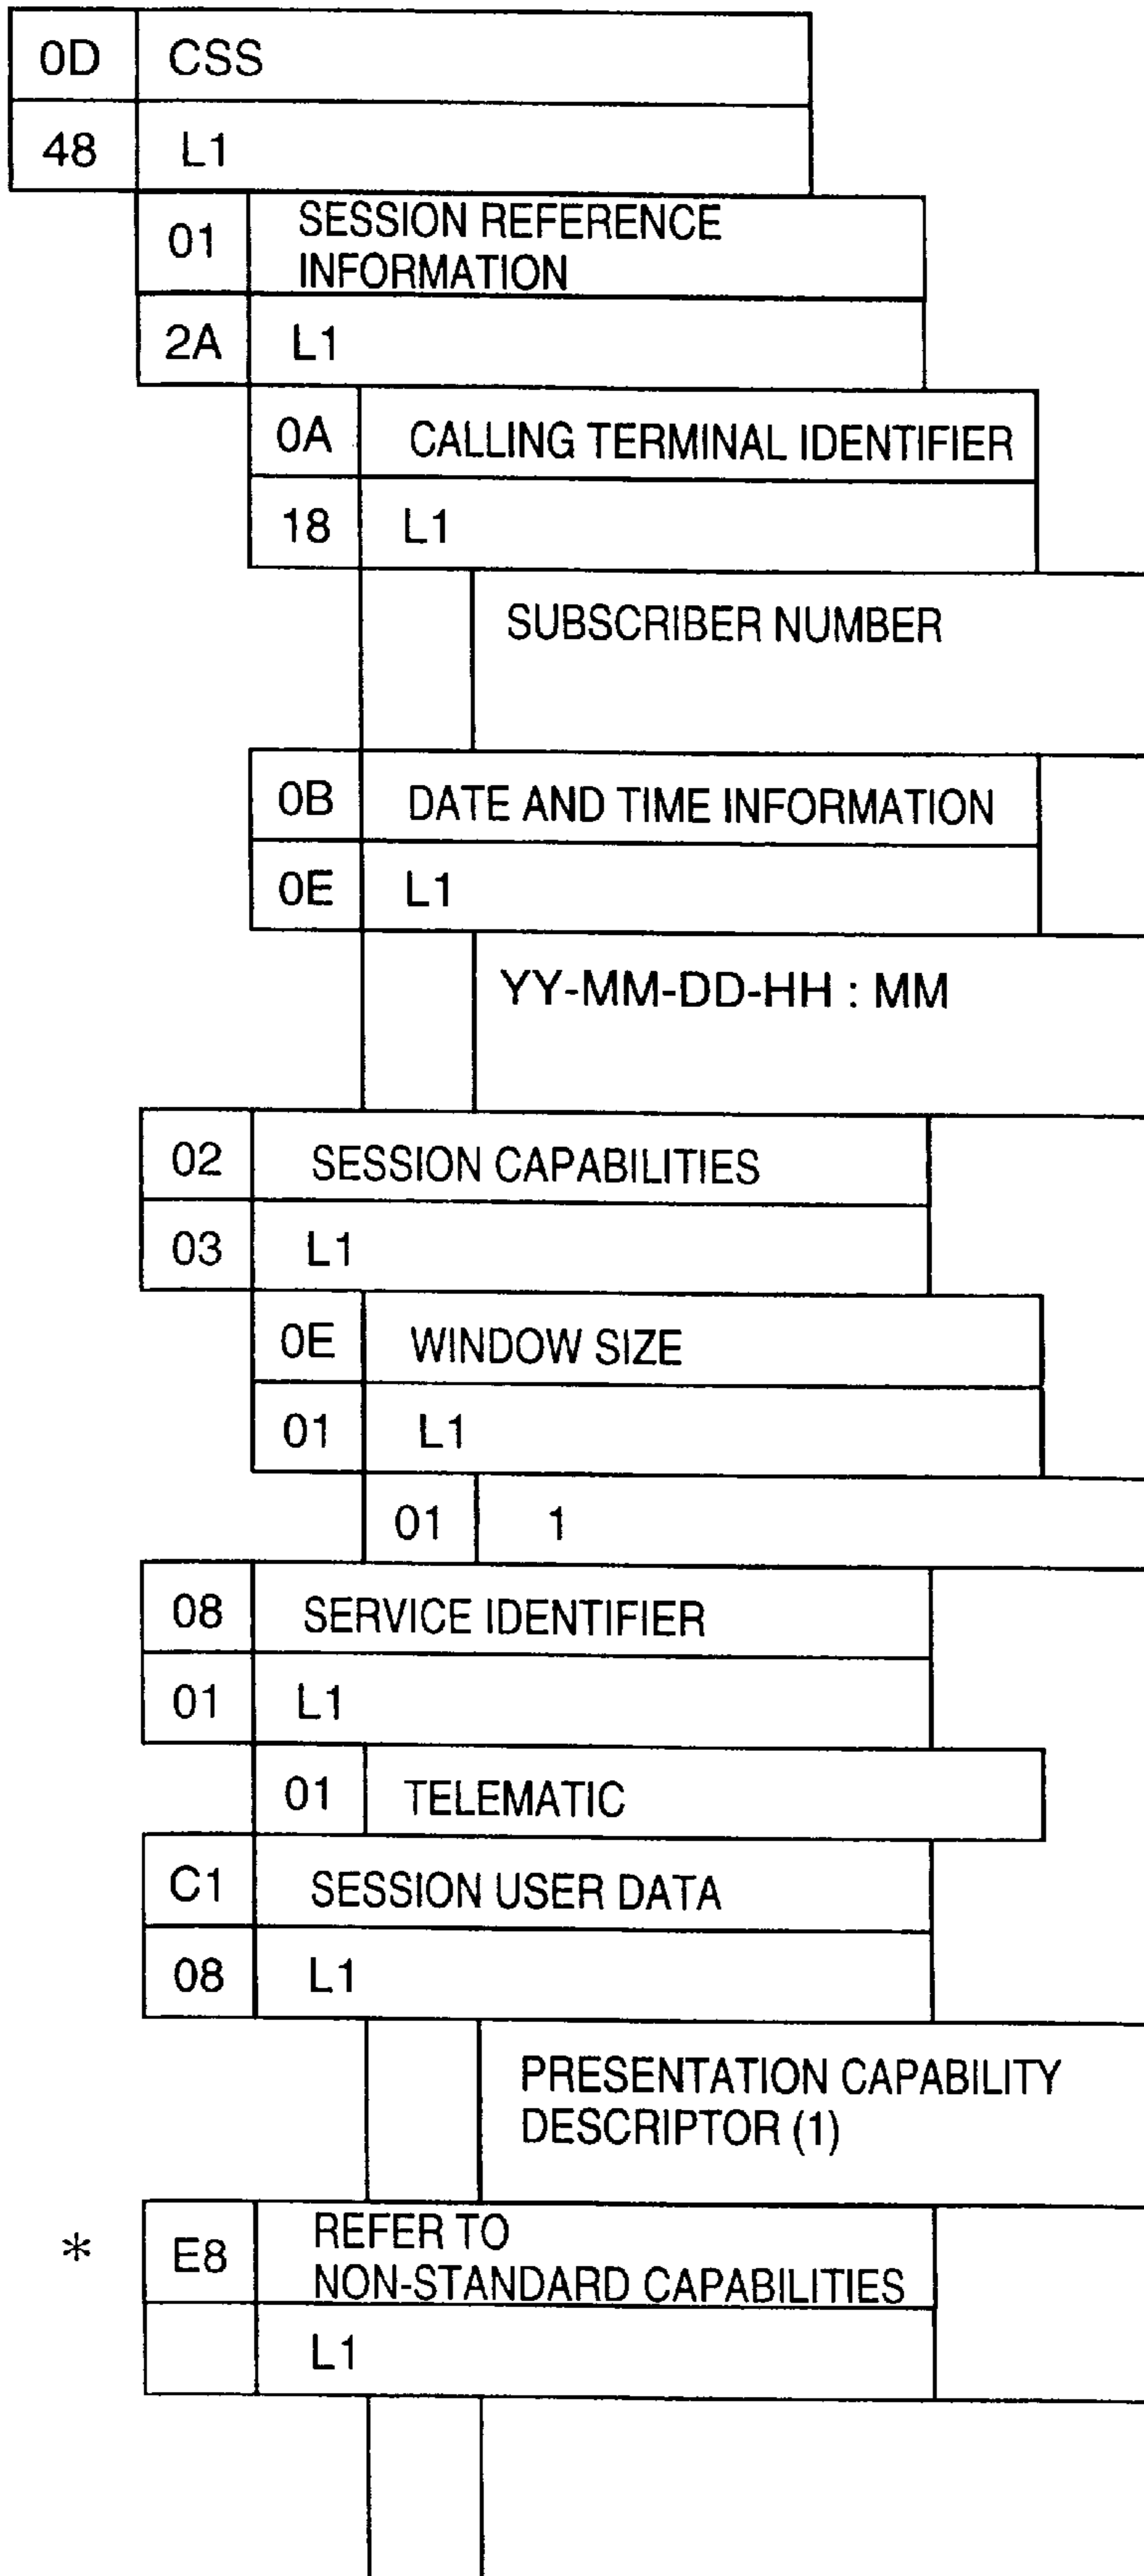 0D CSS
48 L1
01 SESSION REFERENCE
INFORMATION
2A L1
0A CALLING TERMINAL IDENTIFIER
18 L1
SUBSCRIBER NUMBER
0B DATE AND TIME INFORMATION
0E L1
YY-MM-DD-HH : MM
02 SESSION CAPABILITIES
03 L1
0E WINDOW SIZE
01 L1
01 1
08 SERVICE IDENTIFIER
01 L1
01 TELEMATIC
C1 SESSION USER DATA
08 L1
PRESENTATION CAPABILITY
DESCRIPTOR (1)
* E8 REFER TO
NON-STANDARD CAPABILITIES
L1